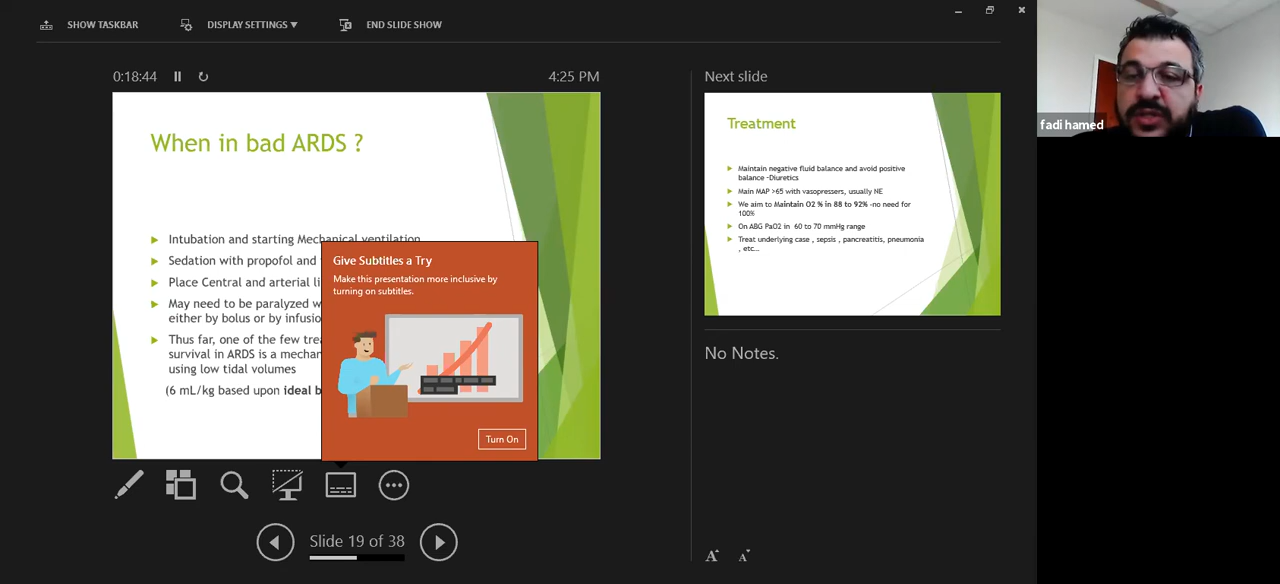 SHOW TASKBAR
DISPLAY SETTINGS ▼
END SLIDE SHOW
0:18:44
4:25 PM
When in bad ARDS ?
Intubation and starting Mechanical ventilation
Sedation with propofol and
Place Central and arterial li
May need to be paralyzed w
either by bolus or by infusio
Thus far, one of the few trea
survival in ARDS is a mechan
using low tidal volumes
(6 mL/kg based upon ideal b
Give Subtitles a Try
Make this presentation more inclusive by
turning on subtitles.
Turn On
Slide 19 of 38
Next slide
Treatment
Maintain negative fluid balance and avoid positive
balance -Diuretics
Main MAP >65 with vasopressers, usually NE
We aim to Maintain O2 % in 88 to 92% -no need for
100%
On ABG PaO2 in 60 to 70 mmHg range
Treat underlying case , sepsis , pancreatitis, pneumonia
, etc...
No Notes.
A
A
fadi hamed